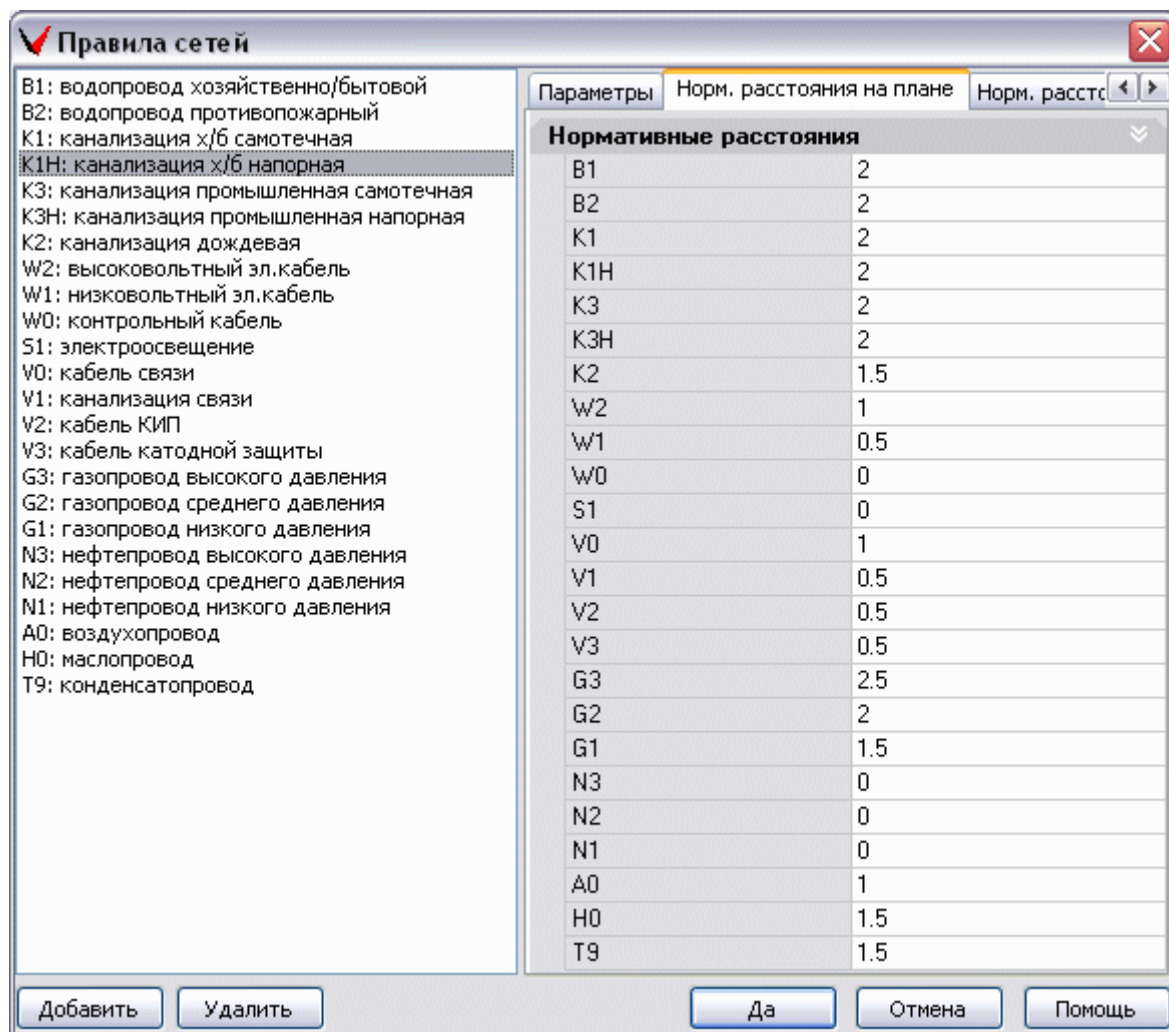 Правила сетей
В1: водопровод хозяйственно/бытовой
В2: водопровод противопожарный
К1: канализация х/б самотечная
К1Н: канализация х/б напорная
К3: канализация промышленная самотечная
К3Н: канализация промышленная напорная
К2: канализация дождевая
W2: высоковольтный эл.кабель
W1: низковольтный эл.кабель
W0: контрольный кабель
S1: электроосвещение
V0: кабель связи
V1: канализация связи
V2: кабель КИП
V3: кабель катодной защиты
G3: газопровод высокого давления
G2: газопровод среднего давления
G1: газопровод низкого давления
N3: нефтепровод высокого давления
N2: нефтепровод среднего давления
N1: нефтепровод низкого давления
А0: воздухопровод
Н0: маслопровод
Т9: конденсатопровод
Параметры Норм. расстояния на плане Норм. расстс
Нормативные расстояния
В1 2
В2 2
К1 2
К1Н 2
К3 2
К3Н 2
К2 1.5
W2 1
W1 0.5
W0 0
S1 0
V0 1
V1 0.5
V2 0.5
V3 0.5
G3 2.5
G2 2
G1 1.5
N3 0
N2 0
N1 0
А0 1
Н0 1.5
Т9 1.5
Добавить Удалить Да Отмена Помощь